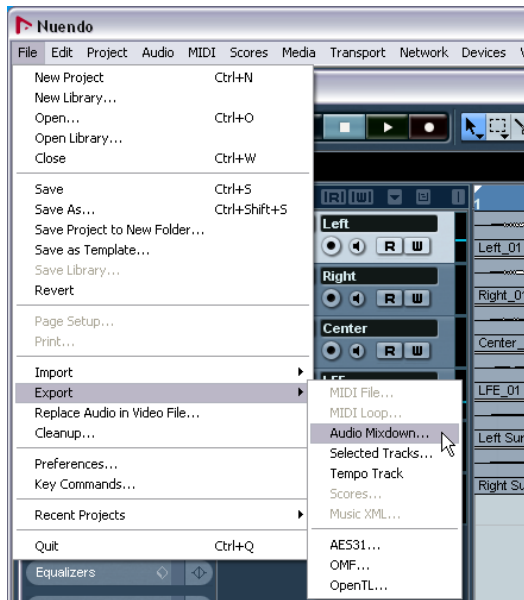 Nuendo
File Edit Project Audio MIDI Scores Media Transport Network Devices
New Project Ctrl+N
New Library...
Open... Ctrl+O
Open Library...
Close Ctrl+W
Save Ctrl+S
Save As... Ctrl+Shift+S
Save Project to New Folder...
Save as Template...
Save Library...
Revert
Page Setup...
Print...
Import
Export
Replace Audio in Video File...
Cleanup...
Preferences...
Key Commands...
Recent Projects
Quit Ctrl+Q
Equalizers
MIDI File...
MIDI Loop...
Audio Mixdown...
Selected Tracks...
Tempo Track
Scores...
Music XML...
AES31...
OMF...
OpenTL...
R W
1
Left
R W
Left_01
Right
R W
Right_01
Center
R W
Center_
LFE_01
Left Sur
Right Su